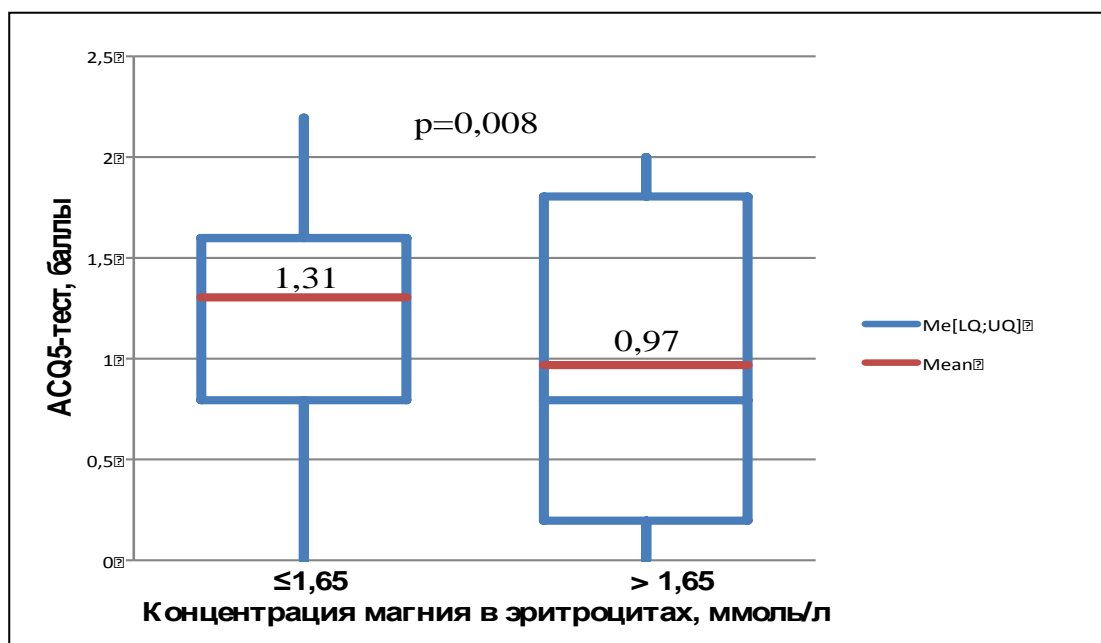 2,5⍰
2⍰
1,5⍰
1⍰
0,5⍰
0⍰
ACQ5-тест, баллы
p=0,008
1,31
0,97
Me[LQ;UQ]⍰
Mean⍰
≤1,65
> 1,65
Концентрация магния в эритроцитах, ммоль/л